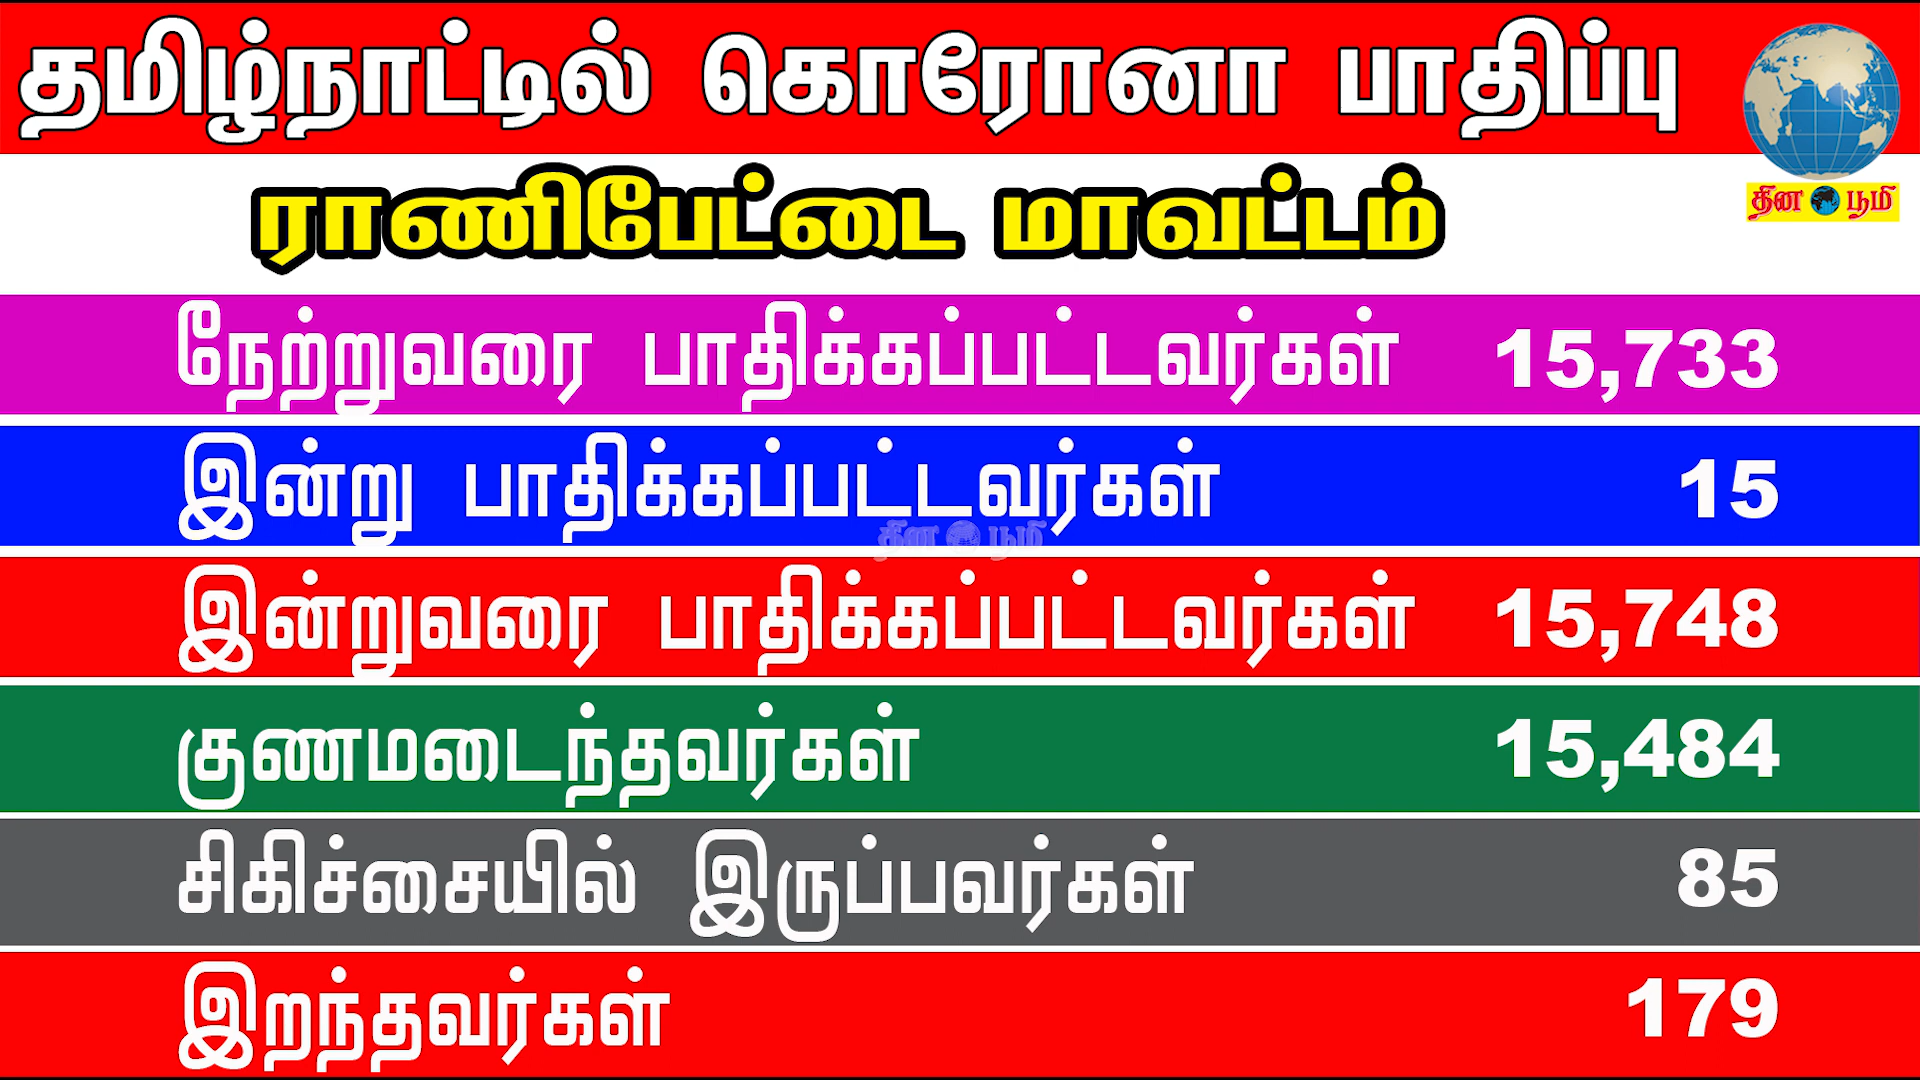 தமிழ்நாட்டில் கொரோனா பாதிப்பு
தின பூமி
ராணிபேட்டை மாவட்டம்
நேற்றுவரை பாதிக்கப்பட்டவர்கள் 15,733
இன்று பாதிக்கப்பட்டவர்கள் 15
தின பூமி
இன்றுவரை பாதிக்கப்பட்டவர்கள் 15,748
குணமடைந்தவர்கள் 15,484
சிகிச்சையில் இருப்பவர்கள் 85
இறந்தவர்கள் 179